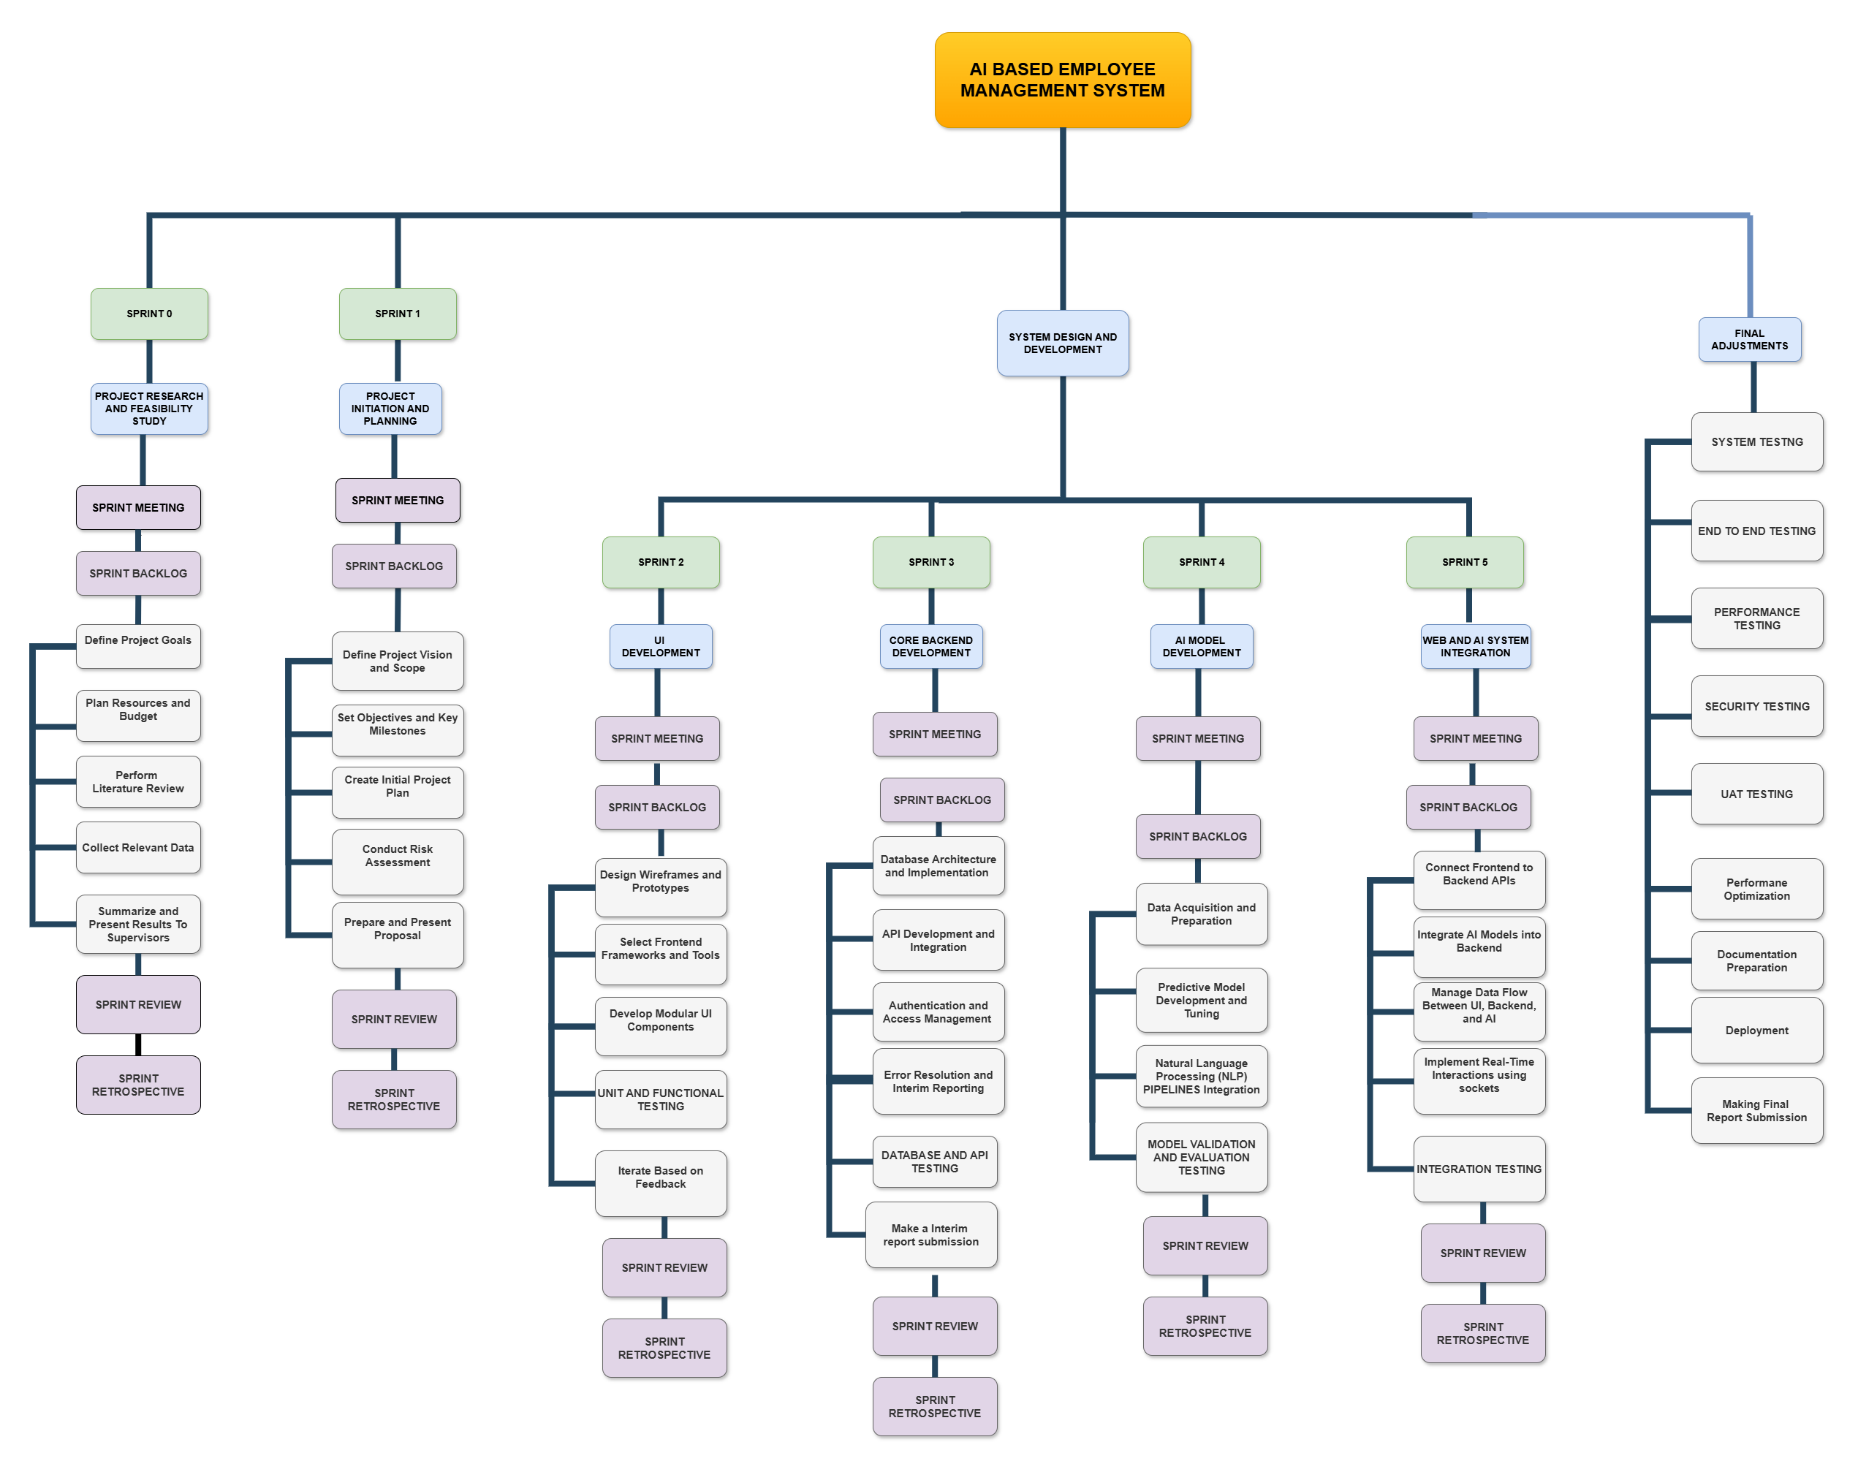 AI BASED EMPLOYEE
MANAGEMENT SYSTEM
SPRINT 0
PROJECT RESEARCH
AND FEASIBILITY
STUDY
SPRINT MEETING
SPRINT BACKLOG
Define Project Goals
Plan Resources and
Budget
Perform
Literature Review
Collect Relevant Data
Summarize and
Present Results To
Supervisors
SPRINT REVIEW
SPRINT
RETROSPECTIVE
SPRINT 1
PROJECT
INITIATION AND
PLANNING
SPRINT MEETING
SPRINT BACKLOG
Define Project Vision
and Scope
Set Objectives and Key
Milestones
Create Initial Project
Plan
Conduct Risk
Assessment
Prepare and Present
Proposal
SPRINT REVIEW
SPRINT
RETROSPECTIVE
SYSTEM DESIGN AND
DEVELOPMENT
SPRINT 2
UI
DEVELOPMENT
SPRINT MEETING
SPRINT BACKLOG
Design Wireframes and
Prototypes
Select Frontend
Frameworks and Tools
Develop Modular UI
Components
UNIT AND FUNCTIONAL
TESTING
Iterate Based on
Feedback
SPRINT REVIEW
SPRINT
RETROSPECTIVE
SPRINT 3
CORE BACKEND
DEVELOPMENT
SPRINT MEETING
SPRINT BACKLOG
Database Architecture
and Implementation
API Development and
Integration
Authentication and
Access Management
Error Resolution and
Interim Reporting
DATABASE AND API
TESTING
Make a Interim
report submission
SPRINT REVIEW
SPRINT
RETROSPECTIVE
SPRINT 4
AI MODEL
DEVELOPMENT
SPRINT MEETING
SPRINT BACKLOG
Data Acquisition and
Preparation
Predictive Model
Development and
Tuning
Natural Language
Processing (NLP)
PIPELINES Integration
MODEL VALIDATION
AND EVALUATION
TESTING
SPRINT REVIEW
SPRINT
RETROSPECTIVE
SPRINT 5
WEB AND AI SYSTEM
INTEGRATION
SPRINT MEETING
SPRINT BACKLOG
Connect Frontend to
Backend APIs
Integrate AI Models into
Backend
Manage Data Flow
Between UI, Backend,
and AI
Implement Real-Time
Interactions using
sockets
INTEGRATION TESTING
SPRINT REVIEW
SPRINT
RETROSPECTIVE
FINAL
ADJUSTMENTS
SYSTEM TESTNG
END TO END TESTING
PERFORMANCE
TESTING
SECURITY TESTING
UAT TESTING
Performane
Optimization
Documentation
Preparation
Deployment
Making Final
Report Submission